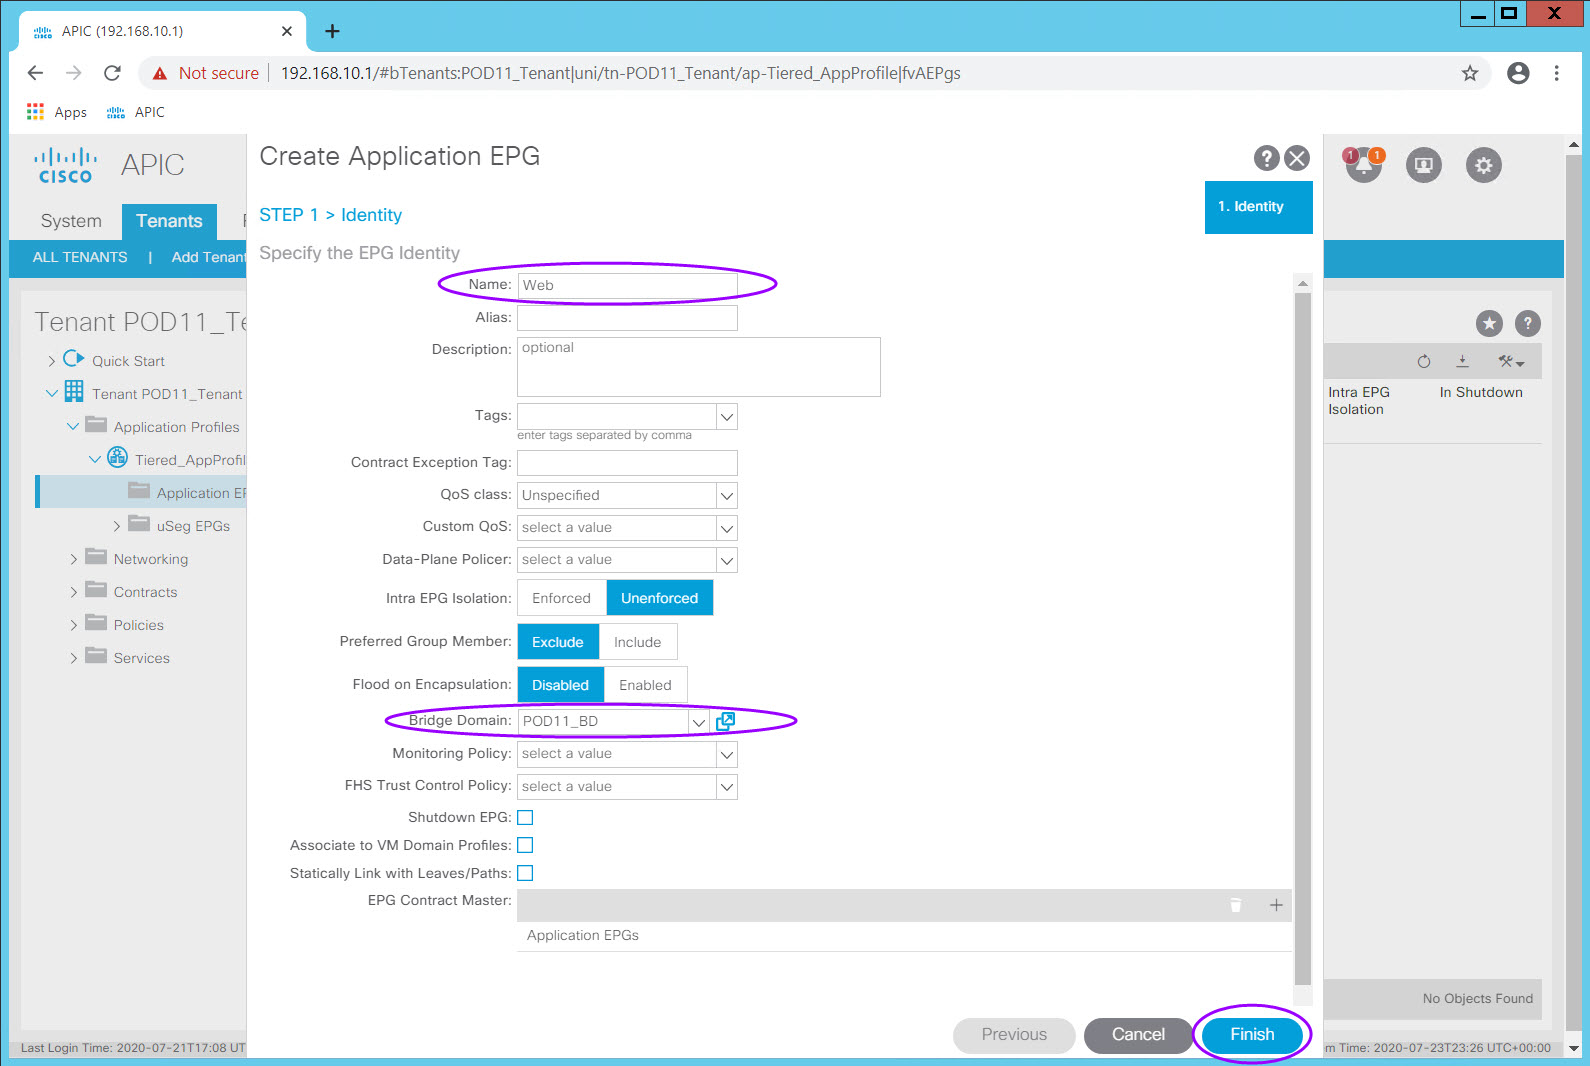 APIC (192.168.10.1)
Not secure
192.168.10.1/#bTenants:POD11_Tenant|uni/tn-POD11_Tenant/ap-Tiered_AppProfile|fvAEPgs
Apps
APIC
CISCO
APIC
System
Tenants
ALL TENANTS | Add Tenant
Tenant POD11_Te
Quick Start
Tenant POD11_Tenant
Application Profiles
Tiered_AppProfil
Application EP
uSeg EPGs
Networking
Contracts
Policies
Services
Last Login Time: 2020-07-21T17:08 UT
Create Application EPG
STEP 1 > Identity
1. Identity
Specify the EPG Identity
Name: Web
Alias:
Description: optional
Tags:
enter tags separated by comma
Contract Exception Tag:
QoS class: Unspecified
Custom QoS: select a value
Data-Plane Policer: select a value
Intra EPG Isolation: Enforced Unenforced
Preferred Group Member: Exclude Include
Flood on Encapsulation: Disabled Enabled
Bridge Domain: POD11_BD
Monitoring Policy: select a value
FHS Trust Control Policy: select a value
Shutdown EPG:
Associate to VM Domain Profiles:
Statically Link with Leaves/Paths:
EPG Contract Master:
Application EPGs
Previous
Cancel
Finish
1
1
Intra EPG
Isolation
In Shutdown
No Objects Found
m Time: 2020-07-23T23:26 UTC+00:00